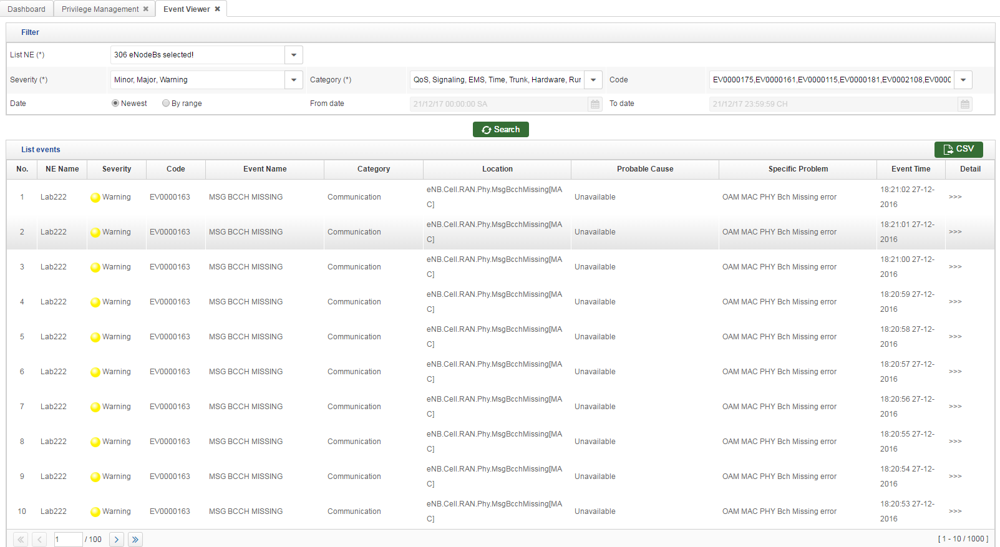 Dashboard Privilege Management ✖ Event Viewer ✖
Filter
List NE (*) 306 eNodeBs selected!
Severity (*) Minor, Major, Warning Category (*) QoS, Signaling, EMS, Time, Trunk, Hardware, Rur Code EV0000175,EV0000161,EV0000115,EV0000181,EV0002108,EV0000
Date Newest By range From date 21/12/17 00:00:00 SA To date 21/12/17 23:59:59 CH
Search
List events CSV
No. NE Name Severity Code Event Name Category Location Probable Cause Specific Problem Event Time Detail
1 Lab222 Warning EV0000163 MSG BCCH MISSING Communication eNB.Cell.RAN.Phy.MsgBcchMissing[MA Unavailable OAM MAC PHY Bch Missing error 18:21:02 27-12- >>>
C] 2016
2 Lab222 Warning EV0000163 MSG BCCH MISSING Communication eNB.Cell.RAN.Phy.MsgBcchMissing[MA Unavailable OAM MAC PHY Bch Missing error 18:21:01 27-12- >>>
C] 2016
3 Lab222 Warning EV0000163 MSG BCCH MISSING Communication eNB.Cell.RAN.Phy.MsgBcchMissing[MA Unavailable OAM MAC PHY Bch Missing error 18:21:00 27-12- >>>
C] 2016
4 Lab222 Warning EV0000163 MSG BCCH MISSING Communication eNB.Cell.RAN.Phy.MsgBcchMissing[MA Unavailable OAM MAC PHY Bch Missing error 18:20:59 27-12- >>>
C] 2016
5 Lab222 Warning EV0000163 MSG BCCH MISSING Communication eNB.Cell.RAN.Phy.MsgBcchMissing[MA Unavailable OAM MAC PHY Bch Missing error 18:20:58 27-12- >>>
C] 2016
6 Lab222 Warning EV0000163 MSG BCCH MISSING Communication eNB.Cell.RAN.Phy.MsgBcchMissing[MA Unavailable OAM MAC PHY Bch Missing error 18:20:57 27-12- >>>
C] 2016
7 Lab222 Warning EV0000163 MSG BCCH MISSING Communication eNB.Cell.RAN.Phy.MsgBcchMissing[MA Unavailable OAM MAC PHY Bch Missing error 18:20:56 27-12- >>>
C] 2016
8 Lab222 Warning EV0000163 MSG BCCH MISSING Communication eNB.Cell.RAN.Phy.MsgBcchMissing[MA Unavailable OAM MAC PHY Bch Missing error 18:20:55 27-12- >>>
C] 2016
9 Lab222 Warning EV0000163 MSG BCCH MISSING Communication eNB.Cell.RAN.Phy.MsgBcchMissing[MA Unavailable OAM MAC PHY Bch Missing error 18:20:54 27-12- >>>
C] 2016
10 Lab222 Warning EV0000163 MSG BCCH MISSING Communication eNB.Cell.RAN.Phy.MsgBcchMissing[MA Unavailable OAM MAC PHY Bch Missing error 18:20:53 27-12- >>>
C] 2016
1 / 100 [ 1 - 10 / 1000 ]